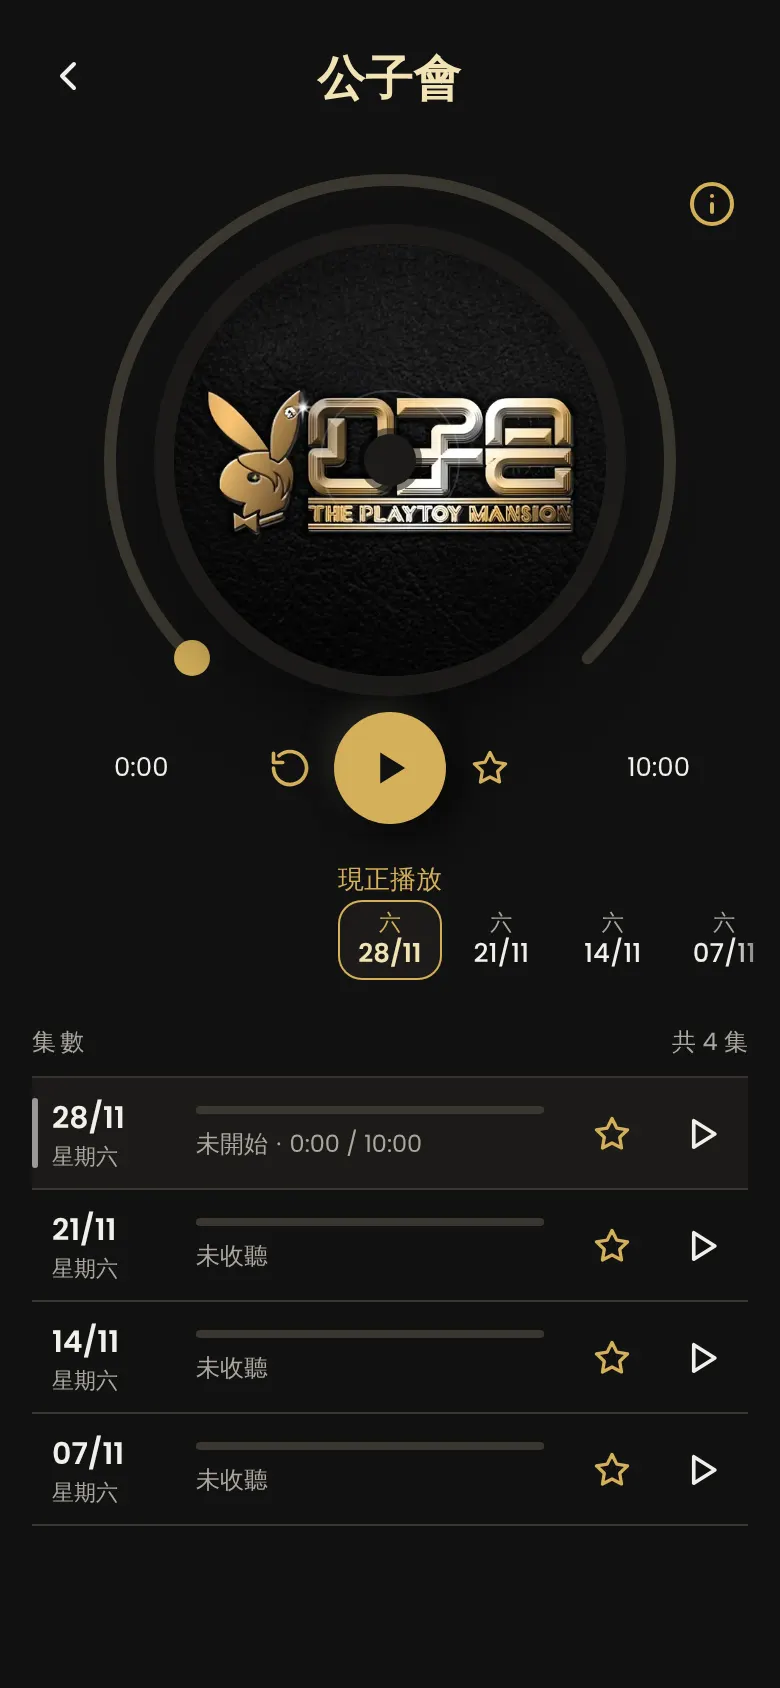 公子會
THE PLAYTOY MANSION
0:00
10:00
現正播放
六 六 六 六
28/11 21/11 14/11 07/11
集數 共 4 集
28/11
星期六
未開始 · 0:00 / 10:00
21/11
星期六
未收聽
14/11
星期六
未收聽
07/11
星期六
未收聽